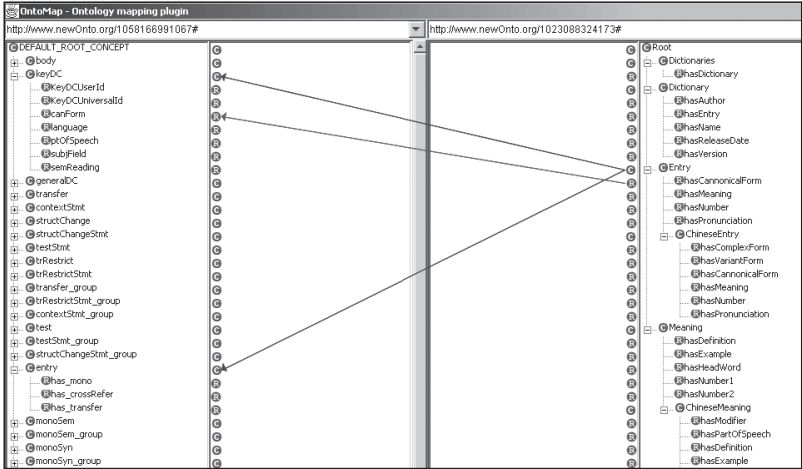 OntoMap - Ontology mapping plugin
http://www.newOnto.org/1058166991067#
http://www.newOnto.org/1023088324173#
DEFAULT_ROOT_CONCEPT
C body
C keyDC
R KeyDCUserId
R KeyDCUniversalId
R canForm
R language
R ptOfSpeech
R subjField
R semReading
C generalDC
C transfer
C contextStmt
C structChange
C structChangeStmt
C testStmt
C trRestrict
C trRestrictStmt
C transfer_group
C trRestrictStmt_group
C contextStmt_group
C test
C testStmt_group
C structChangeStmt_group
C entry
R has_mono
R has_crossRefer
R has_transfer
C monoSem
C monoSem_group
C monoSyn
C monoSyn_group
C Root
C Dictionaries
R hasDictionary
C Dictionary
R hasAuthor
R hasEntry
R hasName
R hasReleaseDate
R hasVersion
C Entry
R hasCannonicalForm
R hasMeaning
R hasNumber
R hasPronunciation
C ChineseEntry
R hasComplexForm
R hasVariantForm
R hasCannonicalForm
R hasMeaning
R hasNumber
R hasPronunciation
C Meaning
R hasDefinition
R hasExample
R hasHeadWord
R hasNumber1
R hasNumber2
C ChineseMeaning
R hasModifier
R hasPartOfSpeech
R hasDefinition
R hasExample